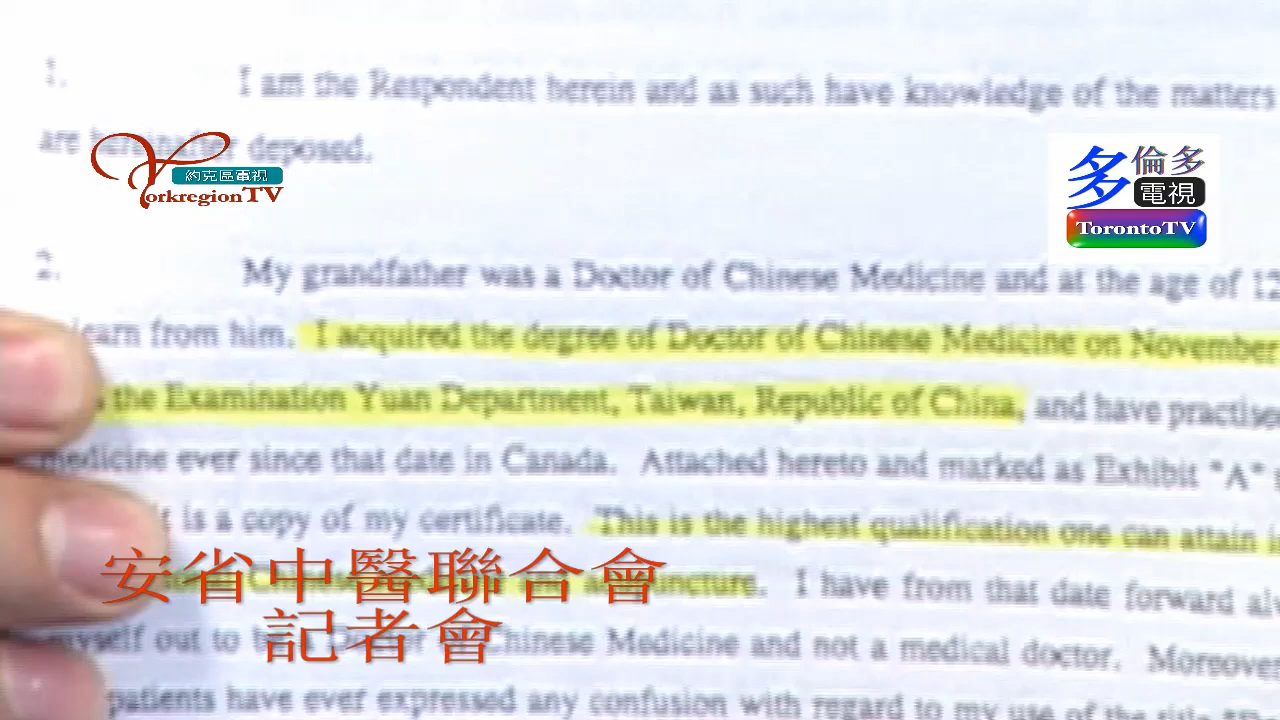 1. I am the Respondent herein and as such have knowledge of the matters
are hereinafter deposed.
約克區電視
YorkregionTV
多倫多
電視
TorontoTV
2. My grandfather was a Doctor of Chinese Medicine and at the age of 12
learn from him. I acquired the degree of Doctor of Chinese Medicine on November
the Examination Yuan Department, Taiwan, Republic of China, and have practise
medicine ever since that date in Canada. Attached hereto and marked as Exhibit "A"
is a copy of my certificate. This is the highest qualification one can attain
I have from that date forward
安省中醫聯合會
myself out to Chinese Medicine and not a medical doctor. Moreover
記者會
patients have ever expressed any confusion with regard to my use of the